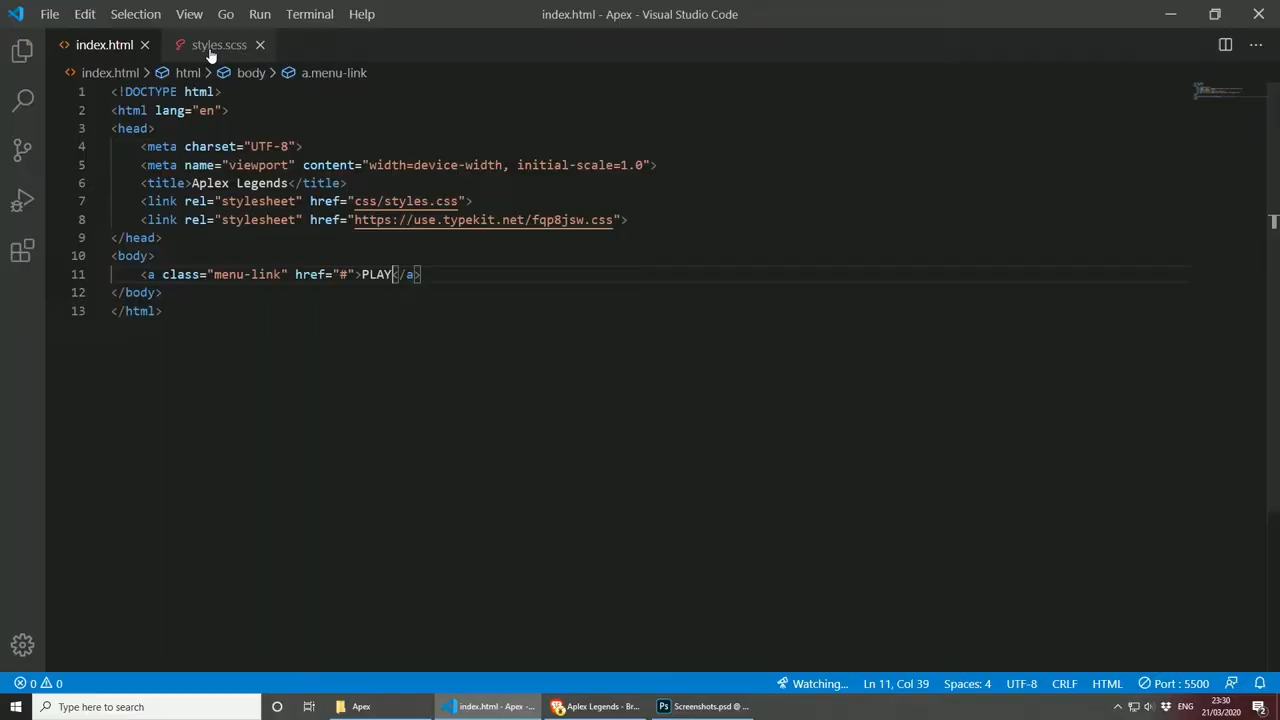 File Edit Selection View Go Run Terminal Help index.html - Apex - Visual Studio Code
index.html styles.scss
index.html > html > body > a.menu-link
1 <!DOCTYPE html>
2 <html lang="en">
3 <head>
4 <meta charset="UTF-8">
5 <meta name="viewport" content="width=device-width, initial-scale=1.0">
6 <title>Aplex Legends</title>
7 <link rel="stylesheet" href="css/styles.css">
8 <link rel="stylesheet" href="https://use.typekit.net/fqp8jsw.css">
9 </head>
10 <body>
11 <a class="menu-link" href="#">PLAY</a>
12 </body>
13 </html>
0 0 Watching... Ln 11, Col 39 Spaces: 4 UTF-8 CRLF HTML Port : 5500
Type here to search Apex index.html - Apex -... Aplex Legends - Br... Ps Screenshots.psd @ ... ENG 23:30
21/03/2020 2